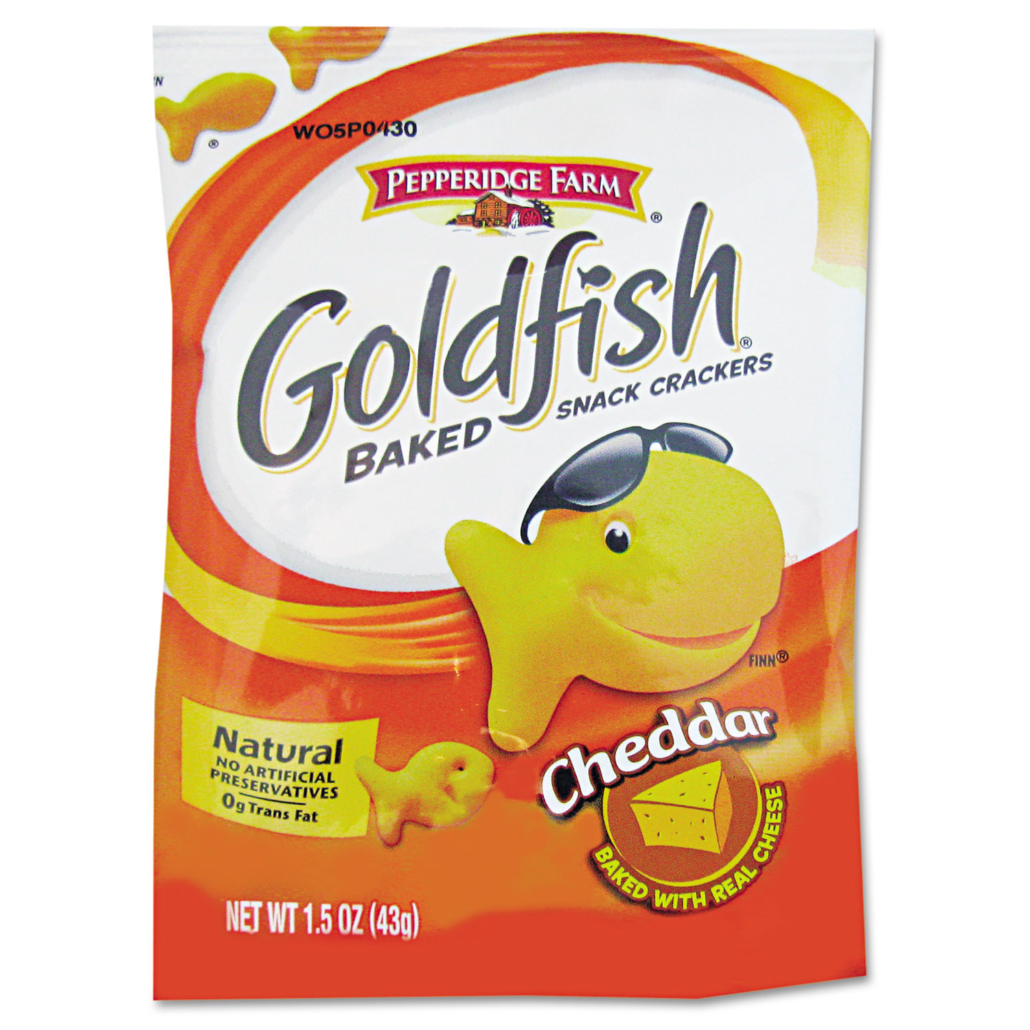 N
®
WO5P0430
PEPPERIDGE FARM
®
Goldfish®
BAKED SNACK CRACKERS
FINN®
Natural
NO ARTIFICIAL
PRESERVATIVES
0g Trans Fat
Cheddar
BAKED WITH REAL CHEESE
NET WT 1.5 OZ (43g)